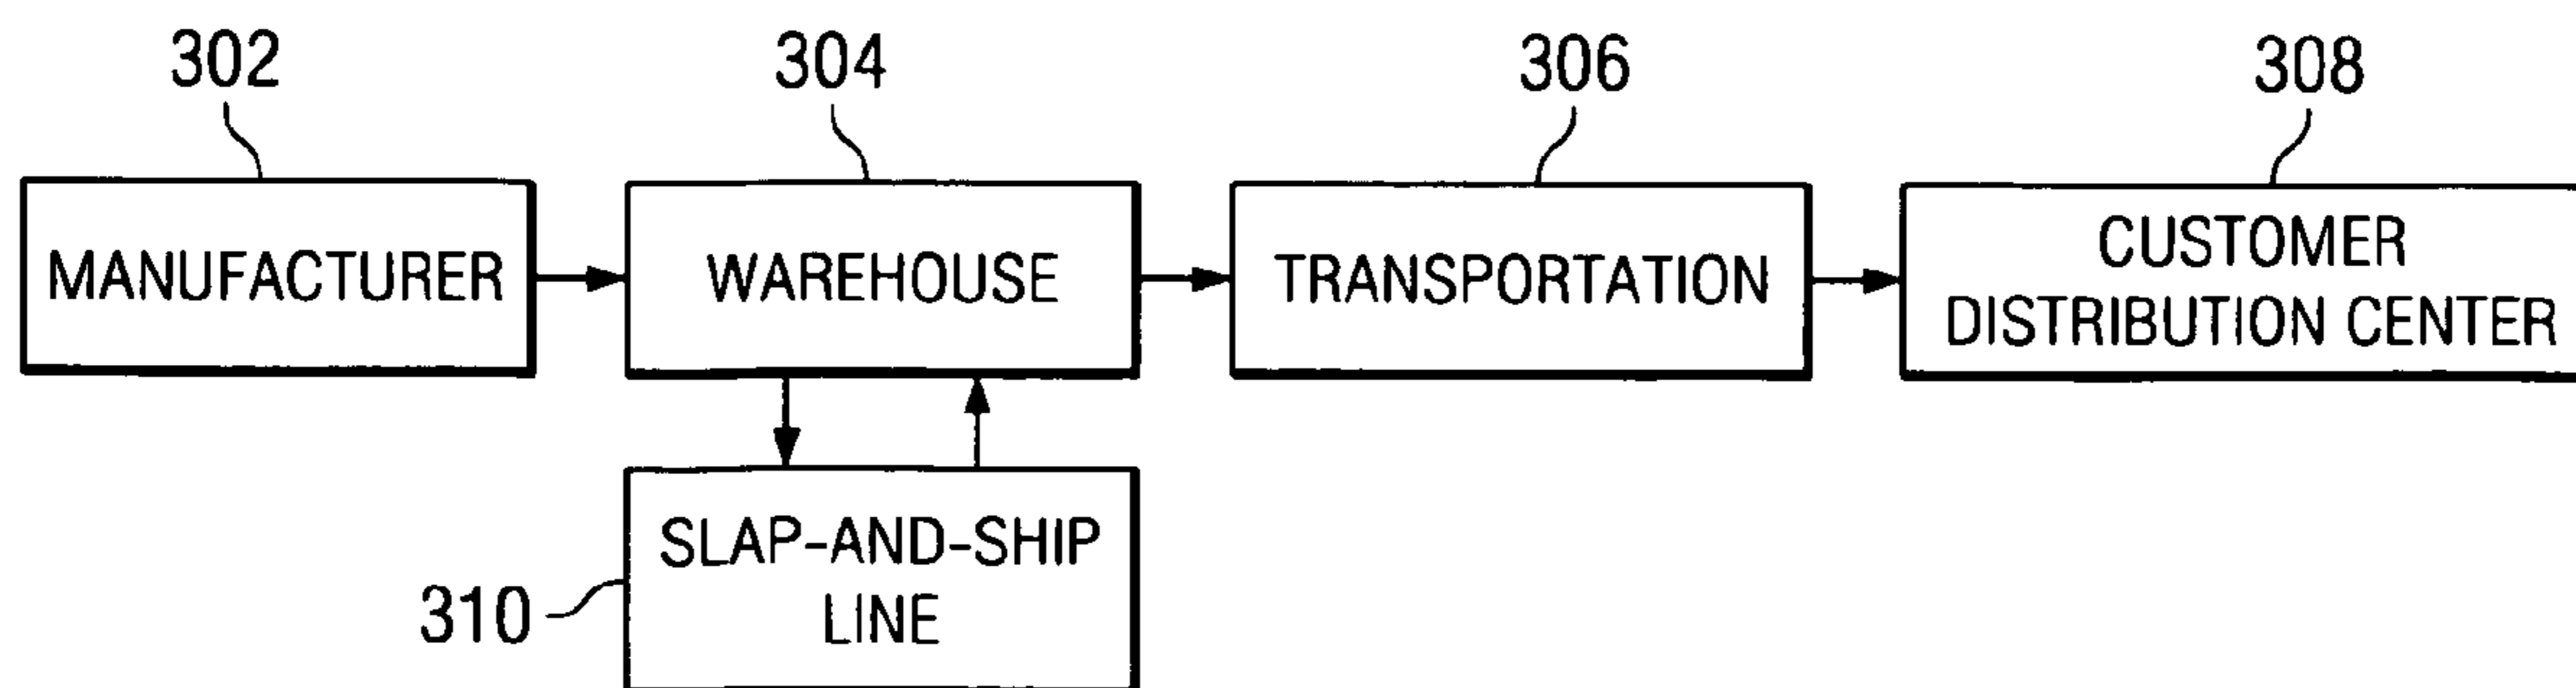 302
304
306
308
MANUFACTURER
WAREHOUSE
TRANSPORTATION
CUSTOMER
DISTRIBUTION CENTER
SLAP-AND-SHIP
LINE
310